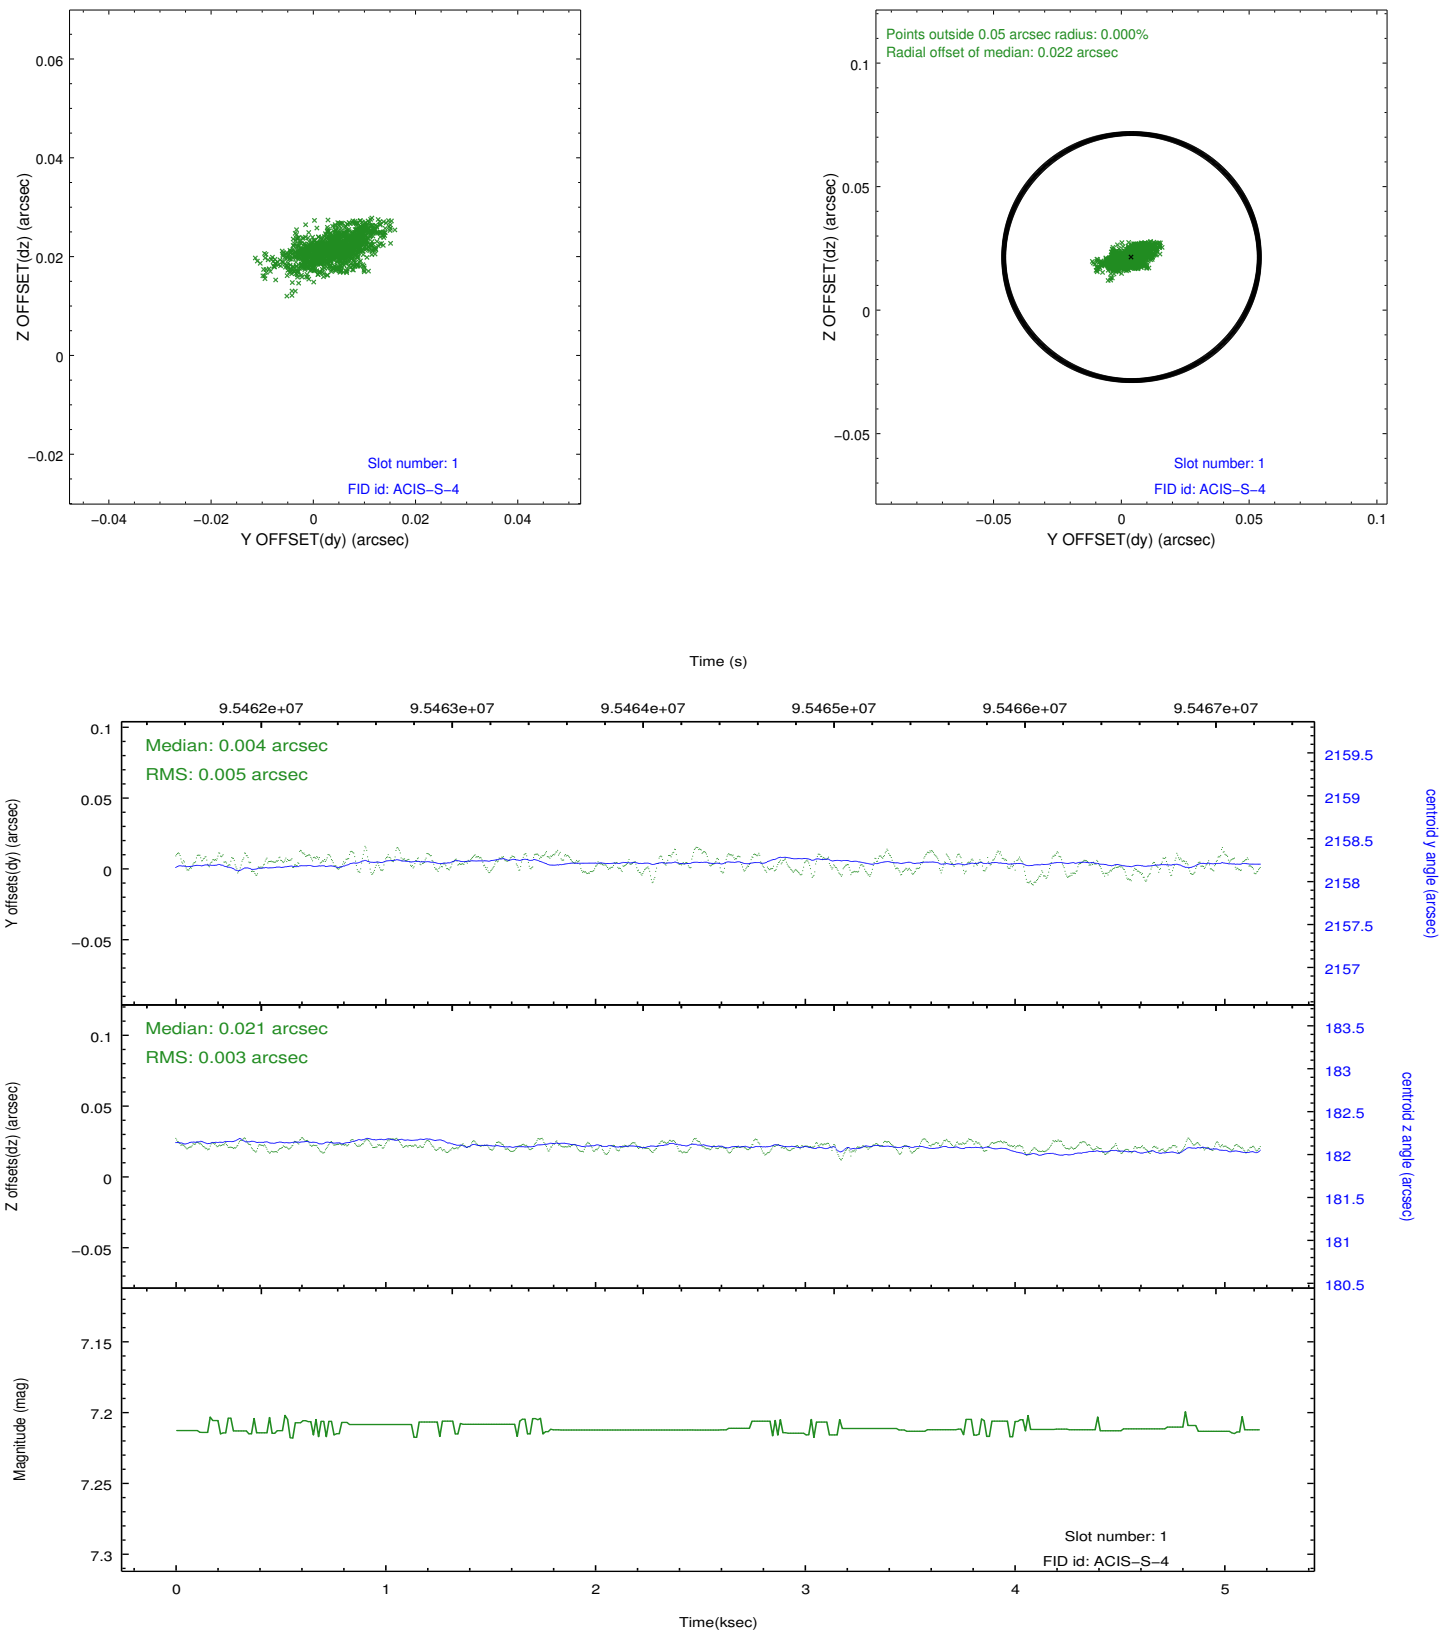 0.06
0.04
0.02
0
−0.02
Z OFFSET(dz) (arcsec)
Slot number: 1
FID id: ACIS−S−4
−0.04
−0.02
0
0.02
0.04
Y OFFSET(dy) (arcsec)
Points outside 0.05 arcsec radius: 0.000%
Radial offset of median: 0.022 arcsec
0.1
0.05
0
−0.05
Z OFFSET(dz) (arcsec)
Slot number: 1
FID id: ACIS−S−4
−0.05
0
0.05
0.1
Y OFFSET(dy) (arcsec)
Time (s)
9.5462e+07
9.5463e+07
9.5464e+07
9.5465e+07
9.5466e+07
9.5467e+07
Median: 0.004 arcsec
RMS: 0.005 arcsec
0.1
0.05
0
−0.05
Y offsets(dy) (arcsec)
2159.5
2159
2158.5
2158
2157.5
2157
centroid y angle (arcsec)
Median: 0.021 arcsec
RMS: 0.003 arcsec
0.1
0.05
0
−0.05
Z offsets(dz) (arcsec)
183.5
183
182.5
182
181.5
181
180.5
centroid z angle (arcsec)
7.15
7.2
7.25
7.3
Magnitude (mag)
Slot number: 1
FID id: ACIS−S−4
0
1
2
3
4
5
Time(ksec)